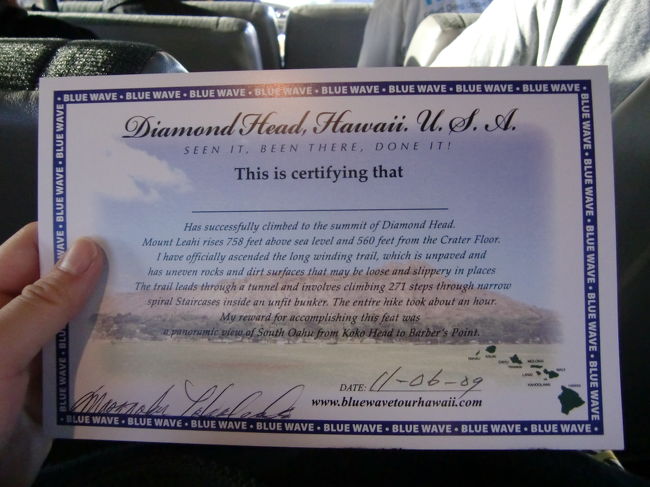 BLUE WAVE • BLUE WAVE • BLUE WAVE • BLUE WAVE • BLUE WAVE • BLUE WAVE • BLUE WAVE • BLUE WAVE
Diamond Head, Hawaii. U. S. A.
SEEN IT, BEEN THERE, DONE IT!
This is certifying that
Has successfully climbed to the summit of Diamond Head.
Mount Leahi rises 758 feet above sea level and 560 feet from the Crater Floor.
I have officially ascended the long winding trail, which is unpaved and
has uneven rocks and dirt surfaces that may be loose and slippery in places
The trail leads through a tunnel and involves climbing 271 steps through narrow
spiral Staircases inside an unfit bunker. The entire hike took about an hour.
My reward for accomplishing this feat was
a panoramic view of South Oahu from Koko Head to Barber's Point.
DATE: 11-06-09
www.bluewavetourhawaii.com
BLUE WAVE • BLUE WAVE • BLUE WAVE • BLUE WAVE • BLUE WAVE • BLUE WAVE • BLUE WAVE • BLUE WAVE